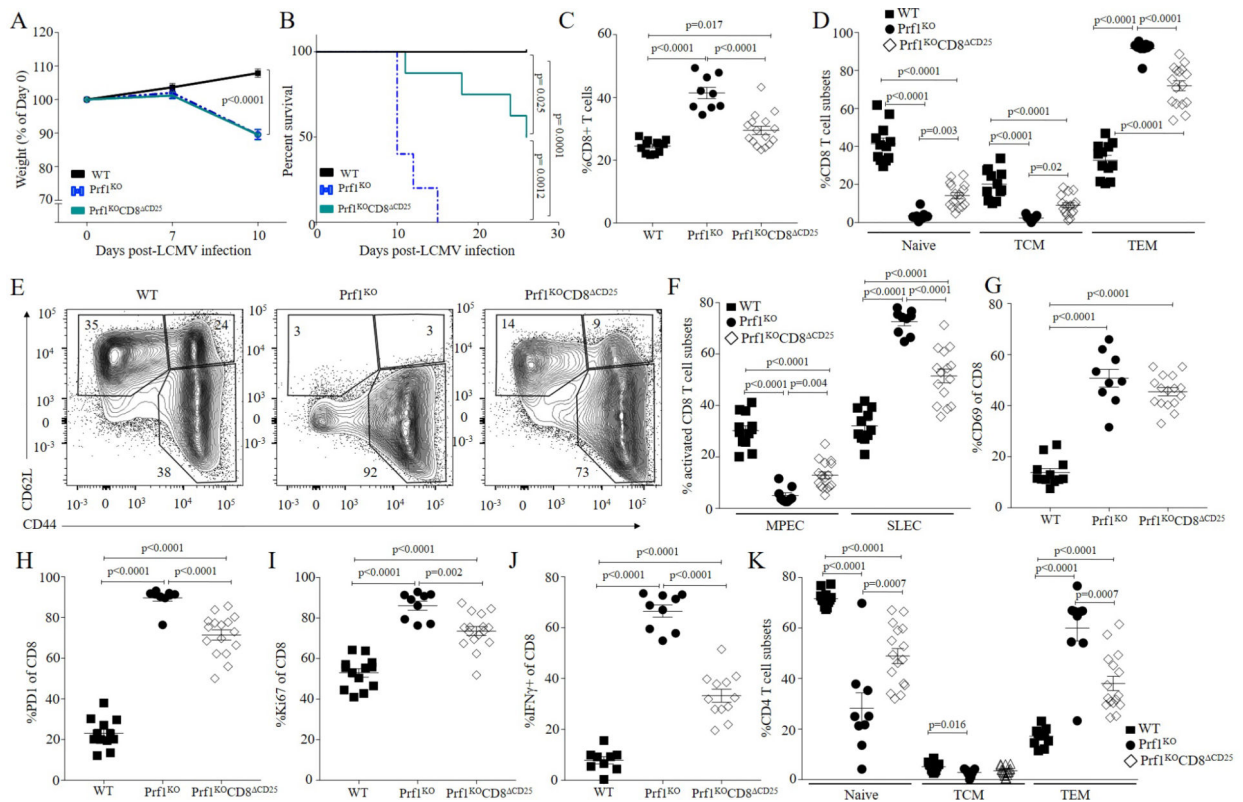 A
Weight (% of Day 0)
120
110
100
90
80
70
p<0.0001
WT
Prf1KO
Prf1KOCD8ΔCD25
0
7
10
Days post-LCMV infection
B
Percent survival
100
50
0
WT
Prf1KO
Prf1KOCD8ΔCD25
0
10
20
30
Days post-LCMV infection
p= 0.025
p= 0.0012
p= 0.0001
C
%CD8+ T cells
60
40
20
0
p=0.017
p<0.0001
p<0.0001
WT
Prf1KO
Prf1KOCD8ΔCD25
D
WT
Prf1KO
Prf1KOCD8ΔCD25
%CD8 T cell subsets
100
80
60
40
20
0
p<0.0001
p<0.0001
p=0.003
p<0.0001
p<0.0001
p=0.02
p<0.0001
p<0.0001
p<0.0001
Naive
TCM
TEM
E
WT
Prf1KO
Prf1KOCD8ΔCD25
CD62L
10⁵
10⁴
10³
0
-10³
35
24
38
3
3
92
14
9
73
-10³
0
10³
10⁴
10⁵
CD44
F
WT
Prf1KO
Prf1KOCD8ΔCD25
% activated CD8 T cell subsets
80
60
40
20
0
p<0.0001
p<0.0001
p=0.004
p<0.0001
p<0.0001
p<0.0001
MPEC
SLEC
G
%CD69 of CD8
80
60
40
20
0
p<0.0001
p<0.0001
WT
Prf1KO
Prf1KOCD8ΔCD25
H
%PD1 of CD8
100
80
60
40
20
0
p<0.0001
p<0.0001
p<0.0001
WT
Prf1KO
Prf1KOCD8ΔCD25
I
%Ki67 of CD8
100
80
60
40
20
0
p<0.0001
p<0.0001
p=0.002
WT
Prf1KO
Prf1KOCD8ΔCD25
J
%IFNγ+ of CD8
80
60
40
20
0
p<0.0001
p<0.0001
p<0.0001
WT
Prf1KO
Prf1KOCD8ΔCD25
K
%CD4 T cell subsets
80
60
40
20
0
p<0.0001
p<0.0001
p=0.0007
p=0.016
p<0.0001
p<0.0001
p=0.0007
WT
Prf1KO
Prf1KOCD8ΔCD25
Naive
TCM
TEM